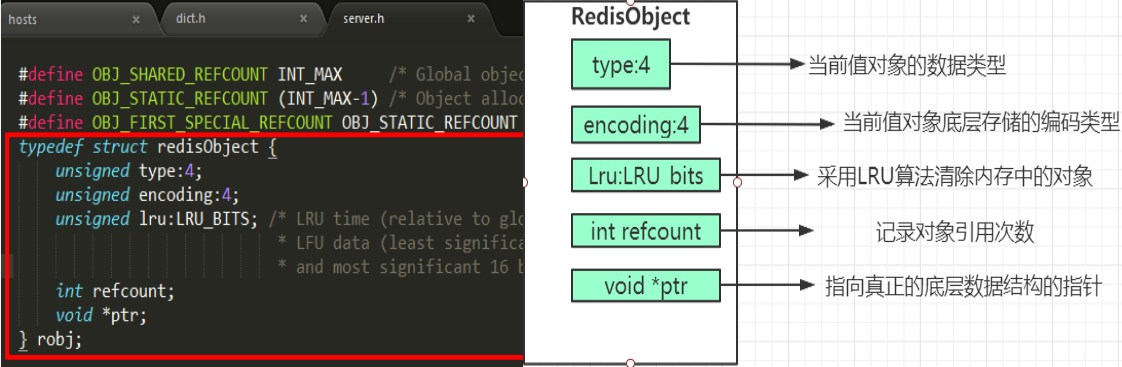 hosts × dict.h × server.h ×
#define OBJ_SHARED_REFCOUNT INT_MAX /* Global objec
#define OBJ_STATIC_REFCOUNT (INT_MAX-1) /* Object alloc
#define OBJ_FIRST_SPECIAL_REFCOUNT OBJ_STATIC_REFCOUNT
typedef struct redisObject {
unsigned type:4;
unsigned encoding:4;
unsigned lru:LRU_BITS; /* LRU time (relative to glo
* LFU data (least significa
* and most significant 16 b
int refcount;
void *ptr;
} robj;
RedisObject
type:4 当前值对象的数据类型
encoding:4 当前值对象底层存储的编码类型
Lru:LRU_bits 采用LRU算法清除内存中的对象
int refcount 记录对象引用次数
void *ptr 指向真正的底层数据结构的指针